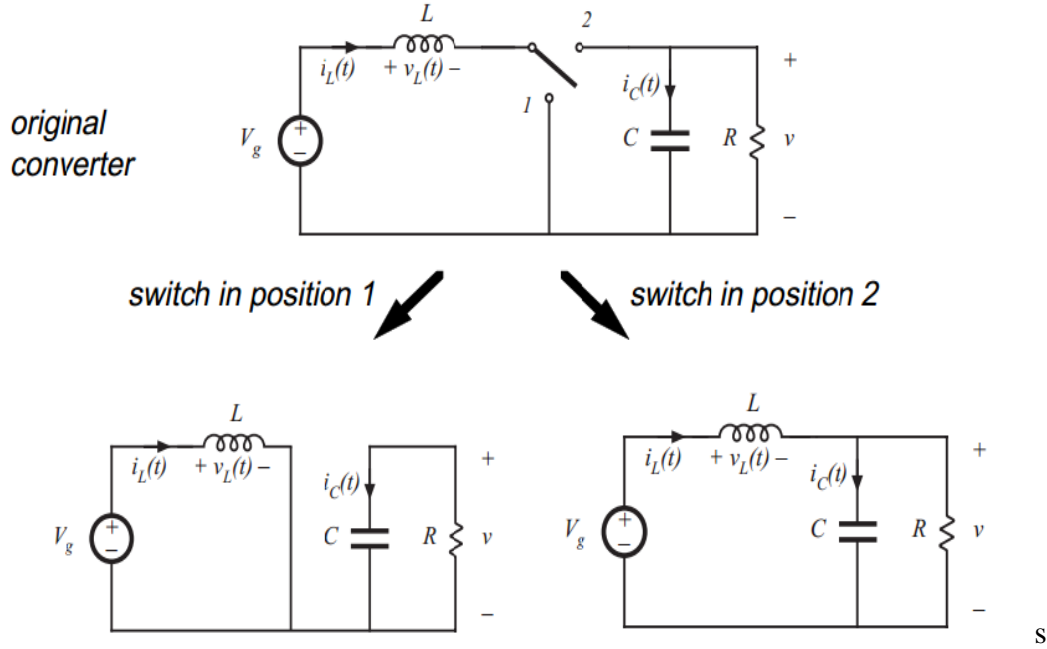 L
2
i_L(t)
+ v_L(t) –
1
i_C(t)
+
original
converter
V_g
+
–
C
R
v
–
switch in position 1
switch in position 2
L
i_L(t)
+ v_L(t) –
i_C(t)
+
V_g
+
–
C
R
v
–
L
i_L(t)
+ v_L(t) –
i_C(t)
+
V_g
+
–
C
R
v
–
s